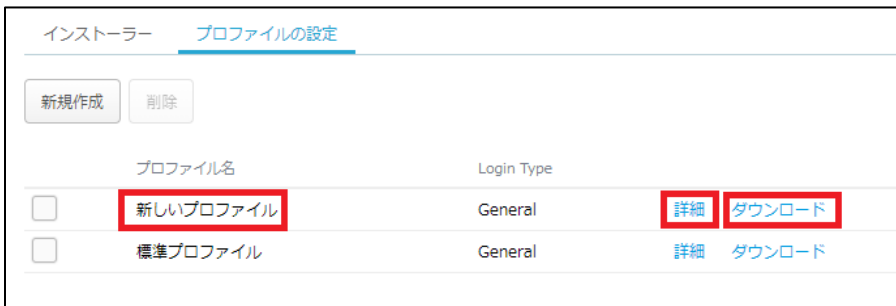 インストーラー プロファイルの設定
新規作成 削除
プロファイル名 Login Type
新しいプロファイル General 詳細 ダウンロード
標準プロファイル General 詳細 ダウンロード